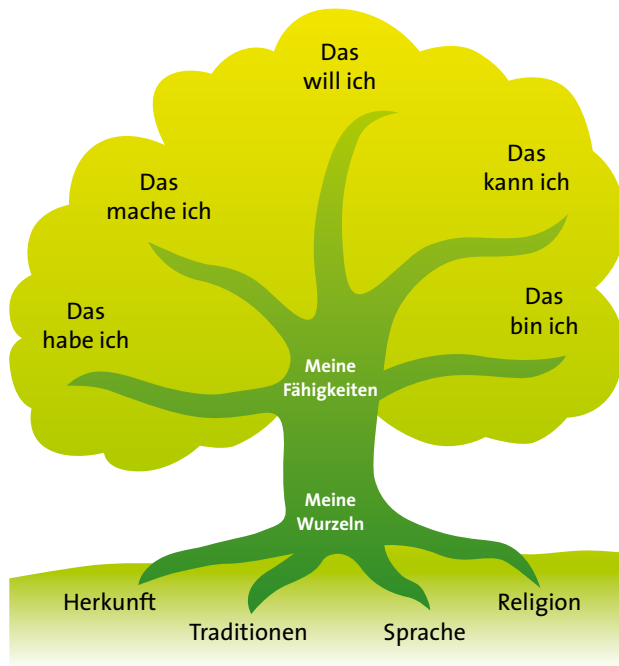 Das
will ich
Das
kann ich
Das
mache ich
Das
habe ich
Das
bin ich
Meine
Fähigkeiten
Meine
Wurzeln
Herkunft
Religion
Traditionen
Sprache